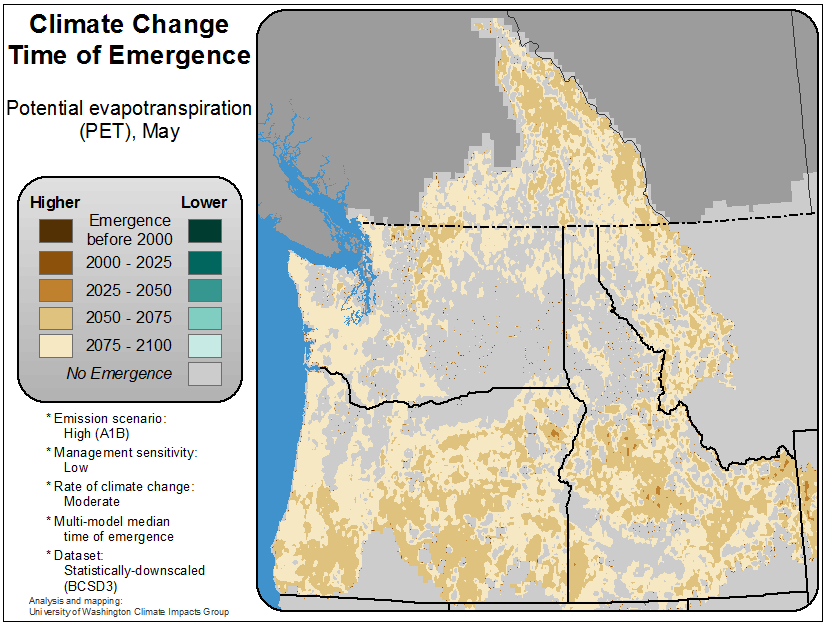 Climate Change
Time of Emergence
Potential evapotranspiration
(PET), May
Higher
Lower
Emergence
before 2000
2000 - 2025
2025 - 2050
2050 - 2075
2075 - 2100
No Emergence
* Emission scenario:
High (A1B)
* Management sensitivity:
Low
* Rate of climate change:
Moderate
* Multi-model median
time of emergence
* Dataset:
Statistically-downscaled
(BCSD3)
Analysis and mapping:
University of Washington Climate Impacts Group